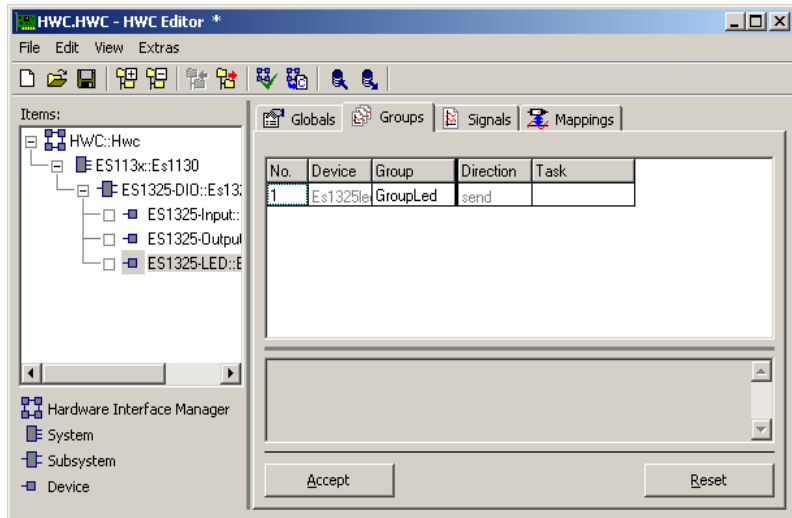 HWC.HWC - HWC Editor *
File Edit View Extras
Items:
HWC::Hwc
ES113x::Es1130
ES1325-DIO::Es13
ES1325-Input::
ES1325-Outpu
ES1325-LED::E
Hardware Interface Manager
System
Subsystem
Device
Globals Groups Signals Mappings
No. Device Group Direction Task
1 Es1325le GroupLed send
Accept Reset